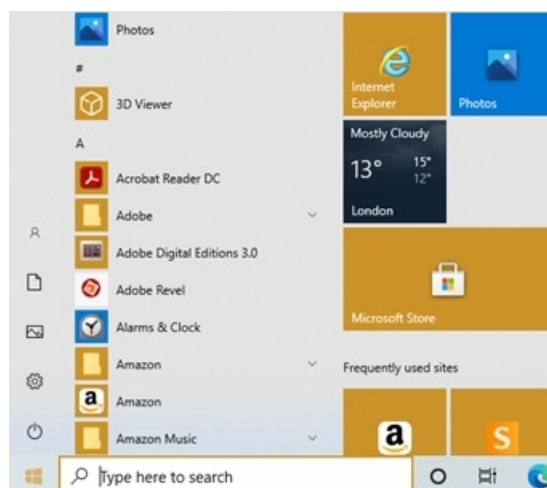 Photos
#
3D Viewer
A
Acrobat Reader DC
Adobe
Adobe Digital Editions 3.0
Adobe Revel
Alarms & Clock
Amazon
Amazon
Amazon Music
Internet
Explorer
Photos
Mostly Cloudy
13°
15°
12°
London
Microsoft Store
Frequently used sites
a
S
Type here to search